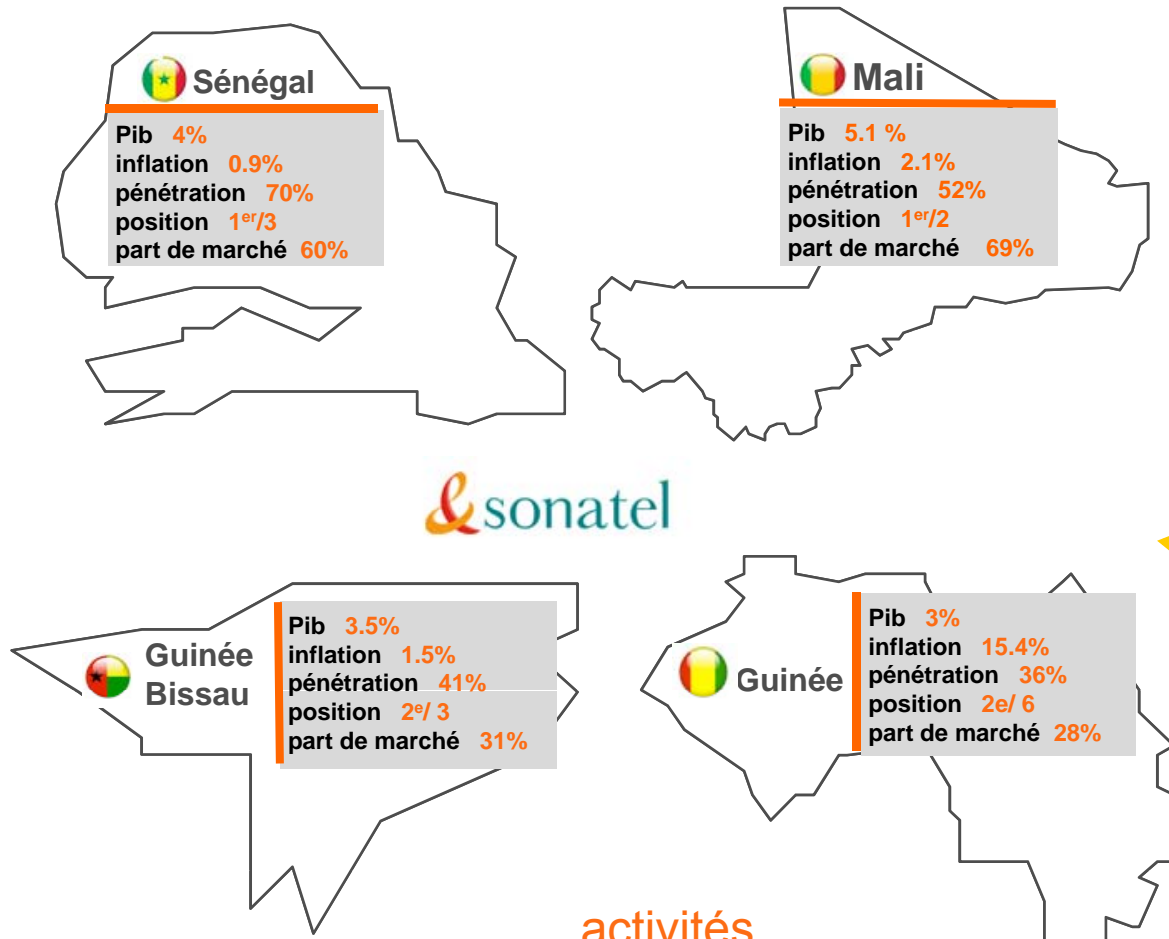 Sénégal
Pib 4%
inflation 0.9%
pénétration 70%
position 1er/3
part de marché 60%
Mali
Pib 5.1 %
inflation 2.1%
pénétration 52%
position 1er/2
part de marché 69%
& sonatel
Guinée
Bissau
Pib 3.5%
inflation 1.5%
pénétration 41%
position 2e/ 3
part de marché 31%
Guinée
Pib 3%
inflation 15.4%
pénétration 36%
position 2e/ 6
part de marché 28%
activités